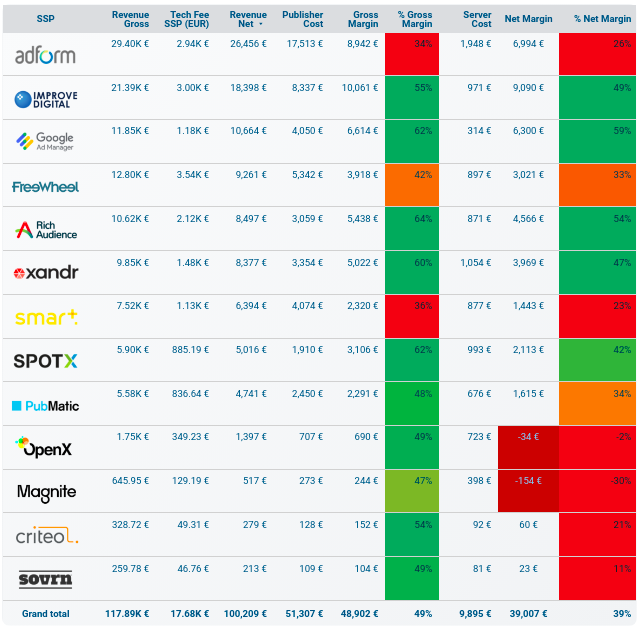 SSP Revenue Gross Tech Fee SSP (EUR) Revenue Net Publisher Cost Gross Margin % Gross Margin Server Cost Net Margin % Net Margin
adform 29.40K € 2.94K € 26,456 € 17,513 € 8,942 € 34% 1,948 € 6,994 € 26%
IMPROVE DIGITAL 21.39K € 3.00K € 18,398 € 8,337 € 10,061 € 55% 971 € 9,090 € 49%
Google Ad Manager 11.85K € 1.18K € 10,664 € 4,050 € 6,614 € 62% 314 € 6,300 € 59%
FreeWheel 12.80K € 3.54K € 9,261 € 5,342 € 3,918 € 42% 897 € 3,021 € 33%
Rich Audience 10.62K € 2.12K € 8,497 € 3,059 € 5,438 € 64% 871 € 4,566 € 54%
xandr 9.85K € 1.48K € 8,377 € 3,354 € 5,022 € 60% 1,054 € 3,969 € 47%
smart 7.52K € 1.13K € 6,394 € 4,074 € 2,320 € 36% 877 € 1,443 € 23%
SPOTX 5.90K € 885.19 € 5,016 € 1,910 € 3,106 € 62% 993 € 2,113 € 42%
PubMatic 5.58K € 836.64 € 4,741 € 2,450 € 2,291 € 48% 676 € 1,615 € 34%
OpenX 1.75K € 349.23 € 1,397 € 707 € 690 € 49% 723 € -34 € -2%
Magnite 645.95 € 129.19 € 517 € 273 € 244 € 47% 398 € -154 € -30%
criteo 328.72 € 49.31 € 279 € 128 € 152 € 54% 92 € 60 € 21%
sovrn 259.78 € 46.76 € 213 € 109 € 104 € 49% 81 € 23 € 11%
Grand total 117.89K € 17.68K € 100,209 € 51,307 € 48,902 € 49% 9,895 € 39,007 € 39%